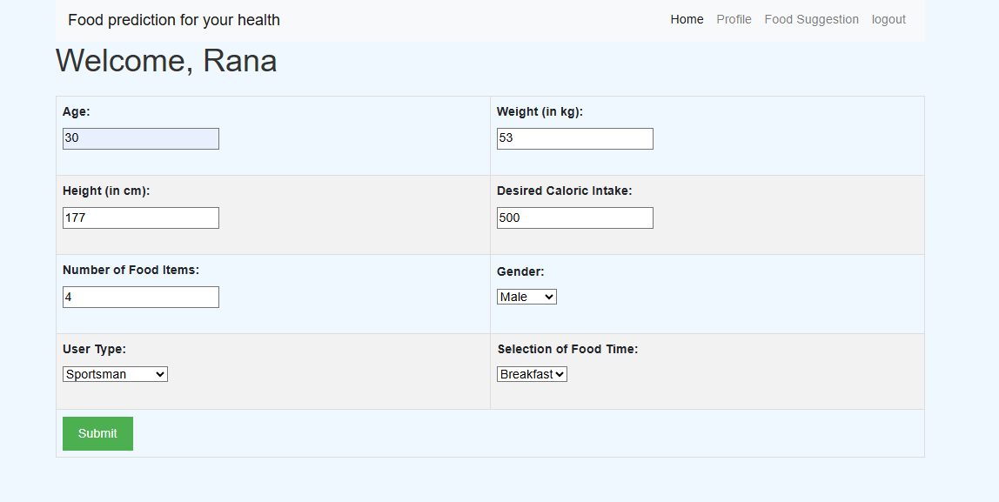 Food prediction for your health
Home Profile Food Suggestion logout
Welcome, Rana
Age:
30
Weight (in kg):
53
Height (in cm):
177
Desired Caloric Intake:
500
Number of Food Items:
4
Gender:
Male
User Type:
Sportsman
Selection of Food Time:
Breakfast
Submit